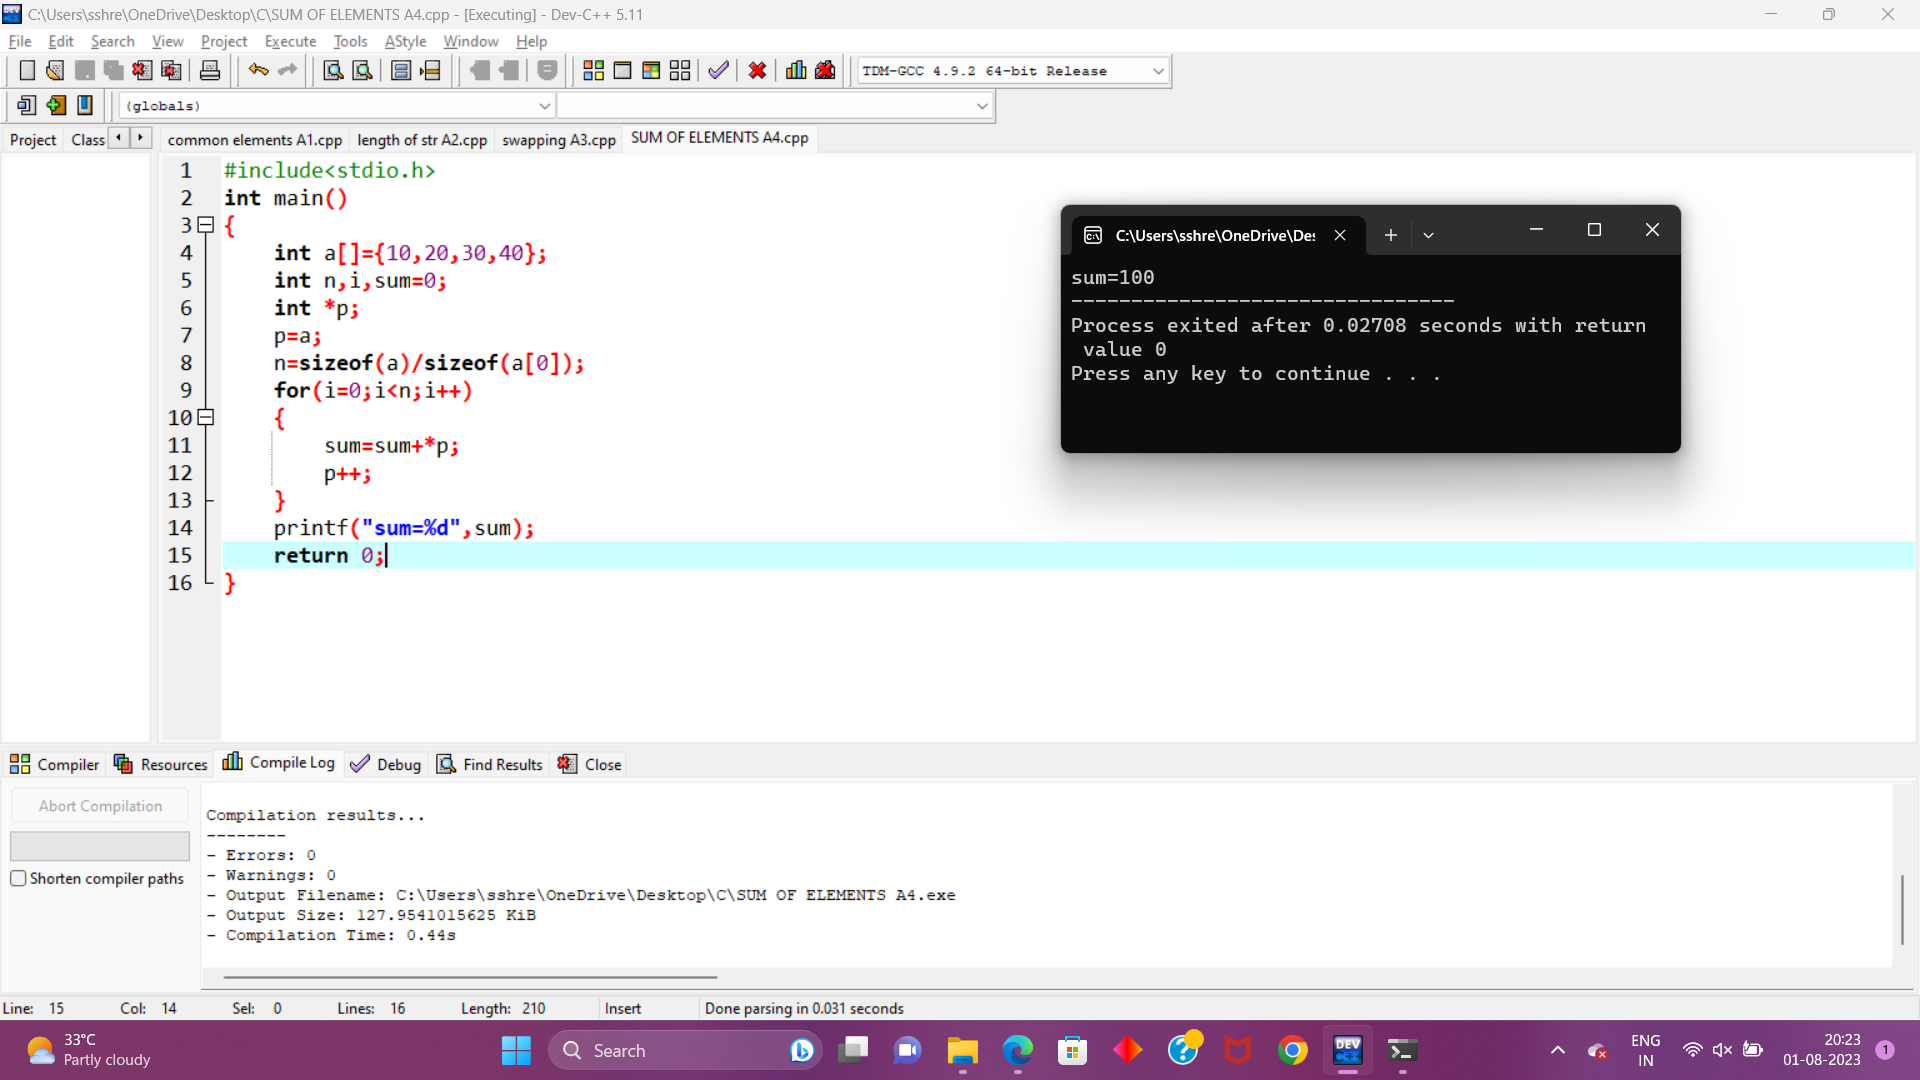 C:\Users\sshre\OneDrive\Desktop\C\SUM OF ELEMENTS A4.cpp - [Executing] - Dev-C++ 5.11
File Edit Search View Project Execute Tools AStyle Window Help
TDM-GCC 4.9.2 64-bit Release
(globals)
Project Class common elements A1.cpp length of str A2.cpp swapping A3.cpp SUM OF ELEMENTS A4.cpp
1 #include<stdio.h>
2 int main()
3 {
4 int a[]={10,20,30,40};
5 int n,i,sum=0;
6 int *p;
7 p=a;
8 n=sizeof(a)/sizeof(a[0]);
9 for(i=0;i<n;i++)
10 {
11 sum=sum+*p;
12 p++;
13 }
14 printf("sum=%d",sum);
15 return 0;
16 }
C:\Users\sshre\OneDrive\Des
sum=100
--------------------------------
Process exited after 0.02708 seconds with return
value 0
Press any key to continue . . .
Compiler Resources Compile Log Debug Find Results Close
Abort Compilation
Shorten compiler paths
Compilation results...
--------
- Errors: 0
- Warnings: 0
- Output Filename: C:\Users\sshre\OneDrive\Desktop\C\SUM OF ELEMENTS A4.exe
- Output Size: 127.9541015625 KiB
- Compilation Time: 0.44s
Line: 15 Col: 14 Sel: 0 Lines: 16 Length: 210 Insert Done parsing in 0.031 seconds
33°C
Partly cloudy
Search
DEV
C++
ENG
IN
20:23
01-08-2023
1